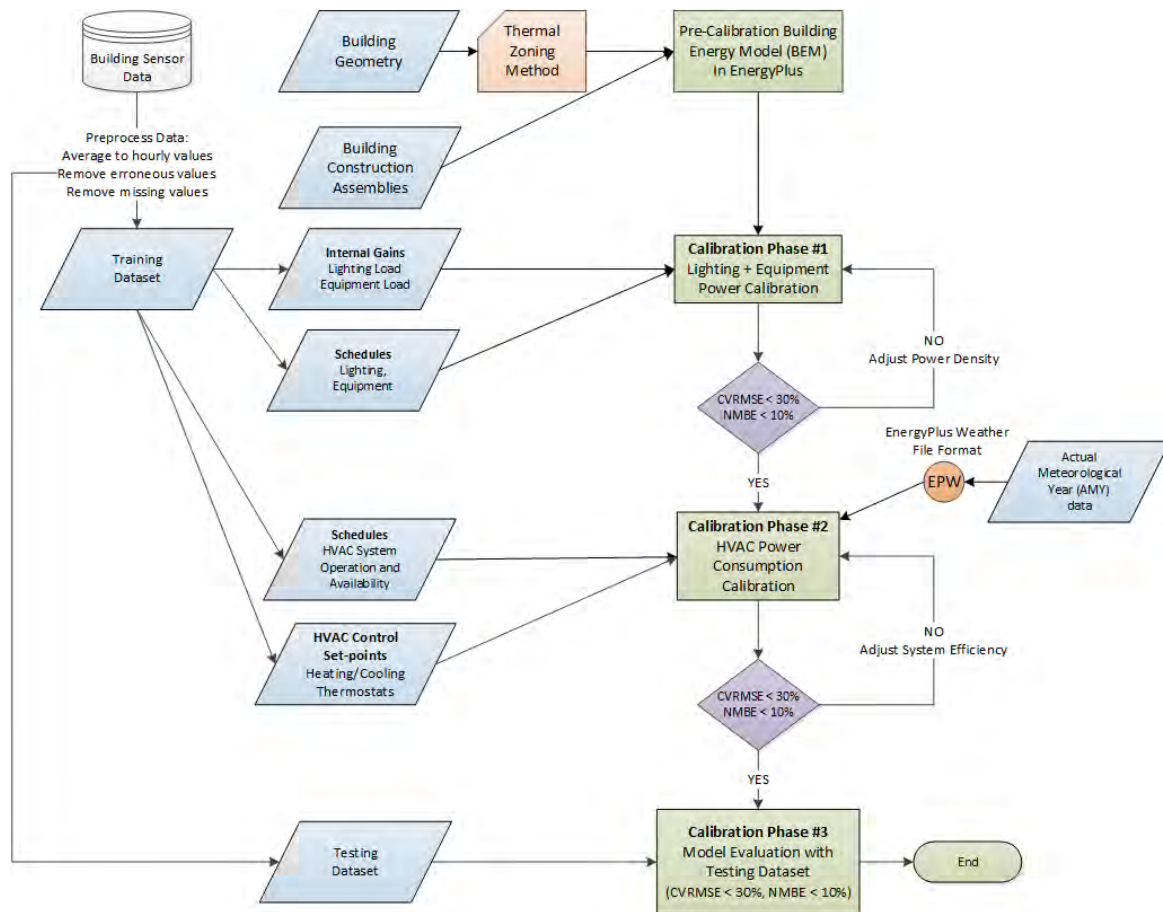 Building Sensor
Data
Building
Geometry
Thermal
Zoning
Method
Pre-Calibration Building
Energy Model (BEM)
In EnergyPlus
Preprocess Data:
Average to hourly values
Remove erroneous values
Remove missing values
Building
Construction
Assemblies
Training
Dataset
Internal Gains
Lighting Load
Equipment Load
Calibration Phase #1
Lighting + Equipment
Power Calibration
Schedules
Lighting,
Equipment
NO
Adjust Power Density
CVRMSE < 30%
NMBE < 10%
YES
EnergyPlus Weather
File Format
EPW
Actual
Meteorological
Year (AMY)
data
Schedules
HVAC System
Operation and
Availability
Calibration Phase #2
HVAC Power
Consumption
Calibration
HVAC Control
Set-points
Heating/Cooling
Thermostats
NO
Adjust System Efficiency
CVRMSE < 30%
NMBE < 10%
YES
Testing
Dataset
Calibration Phase #3
Model Evaluation with
Testing Dataset
(CVRMSE < 30%, NMBE < 10%)
End